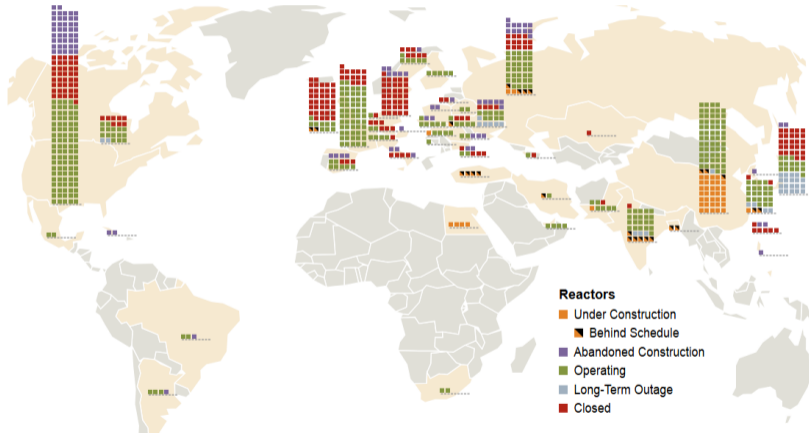 Reactors
Under Construction
Behind Schedule
Abandoned Construction
Operating
Long-Term Outage
Closed